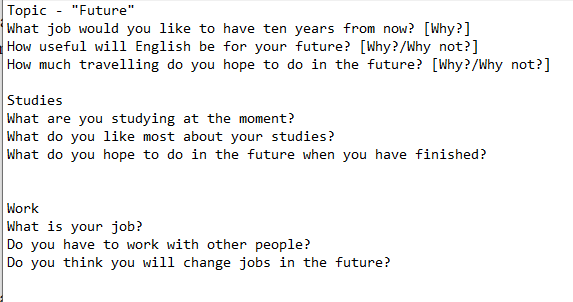 Topic - "Future"
What job would you like to have ten years from now? [Why?]
How useful will English be for your future? [Why?/Why not?]
How much travelling do you hope to do in the future? [Why?/Why not?]
Studies
What are you studying at the moment?
What do you like most about your studies?
What do you hope to do in the future when you have finished?
Work
What is your job?
Do you have to work with other people?
Do you think you will change jobs in the future?